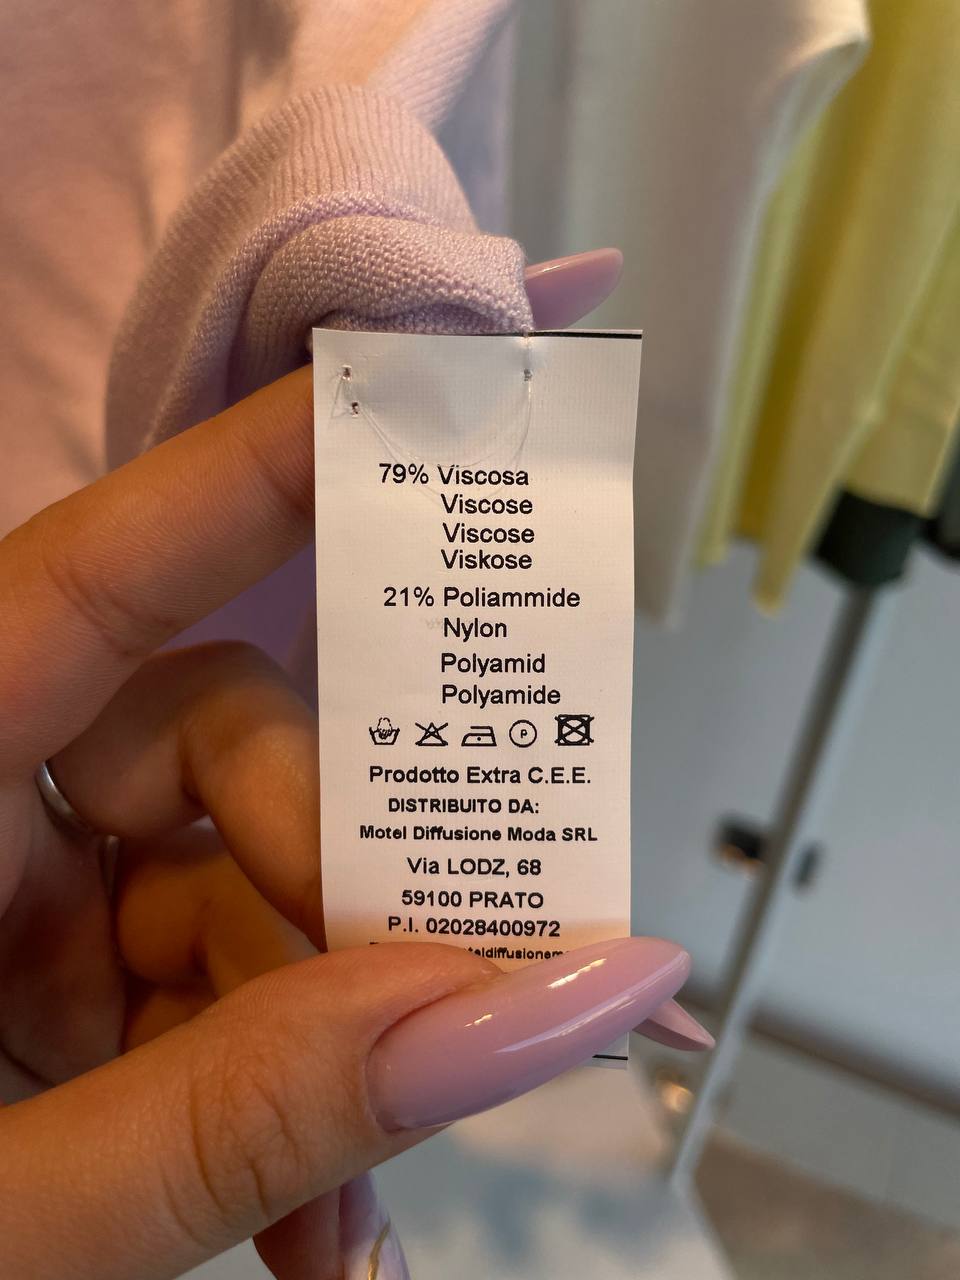 79% Viscosa
Viscose
Viscose
Viskose
21% Poliammide
Nylon
Polyamid
Polyamide
P
Prodotto Extra C.E.E.
DISTRIBUITO DA:
Motel Diffusione Moda SRL
Via LODZ, 68
59100 PRATO
P.I. 02028400972